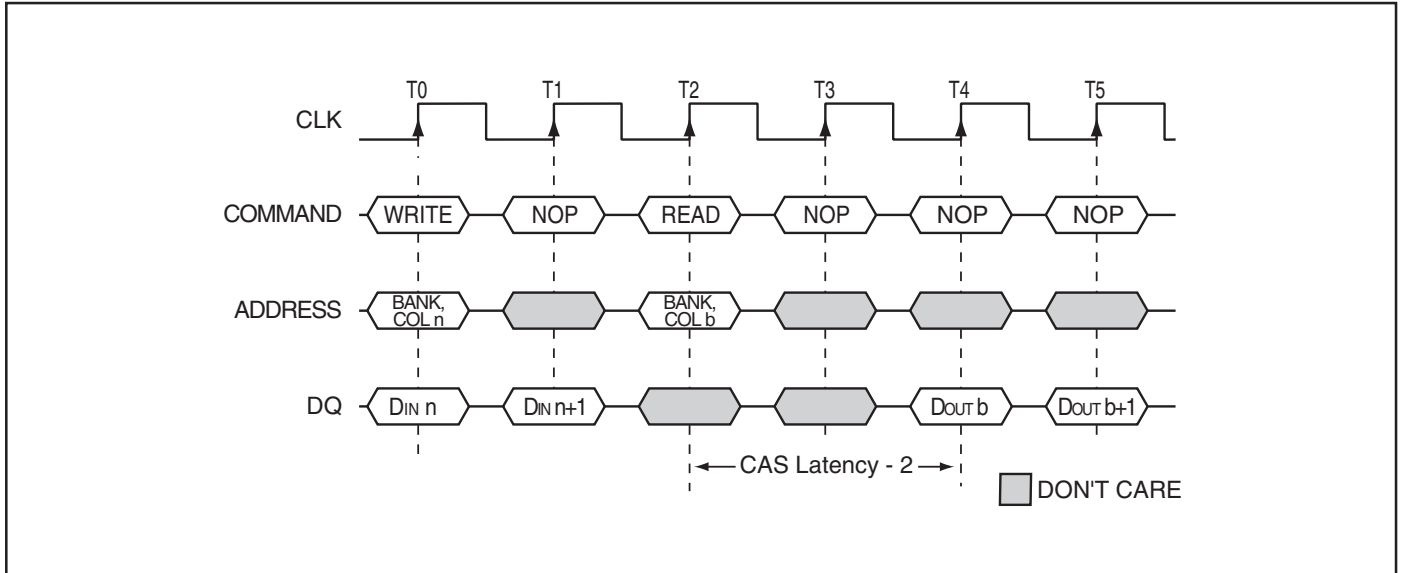 T0 T1 T2 T3 T4 T5
CLK
COMMAND WRITE NOP READ NOP NOP NOP
ADDRESS BANK, COL n BANK, COL b
DQ DIN n DIN n+1 DOUT b DOUT b+1
CAS Latency - 2
DON'T CARE